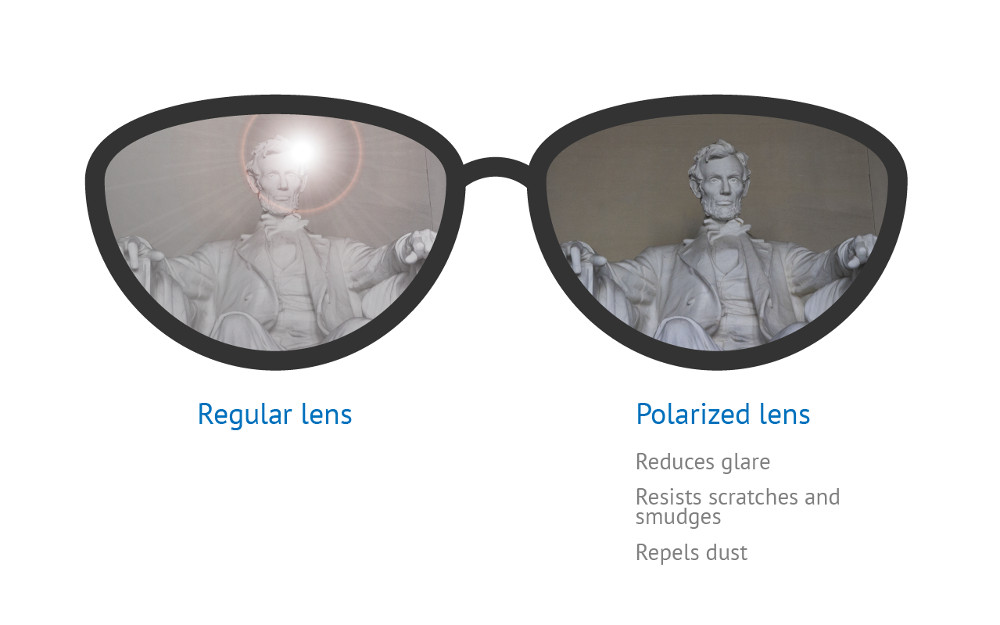 Regular lens
Polarized lens
Reduces glare
Resists scratches and
smudges
Repels dust